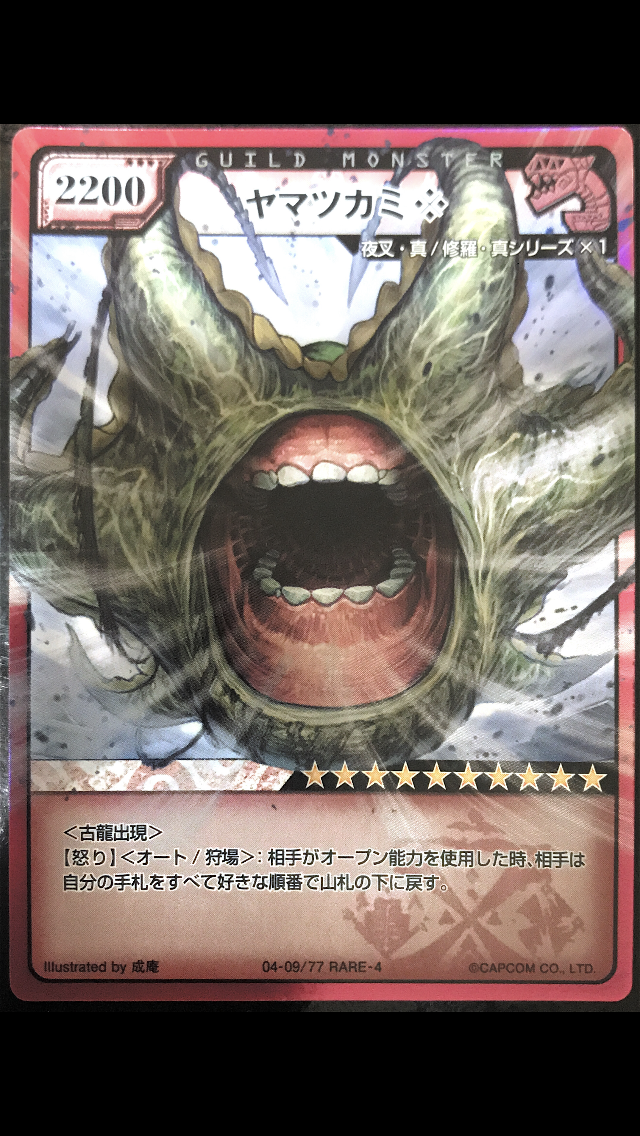 GUILD MONSTER
2200
ヤマツカミ
夜叉・真/修羅・真シリーズ×1
<古龍出現>
【怒り】<オート/狩場>:相手がオープン能力を使用した時、相手は
自分の手札をすべて好きな順番で山札の下に戻す。
Illustrated by 成庵 04-09/77 RARE-4 ©CAPCOM CO., LTD.